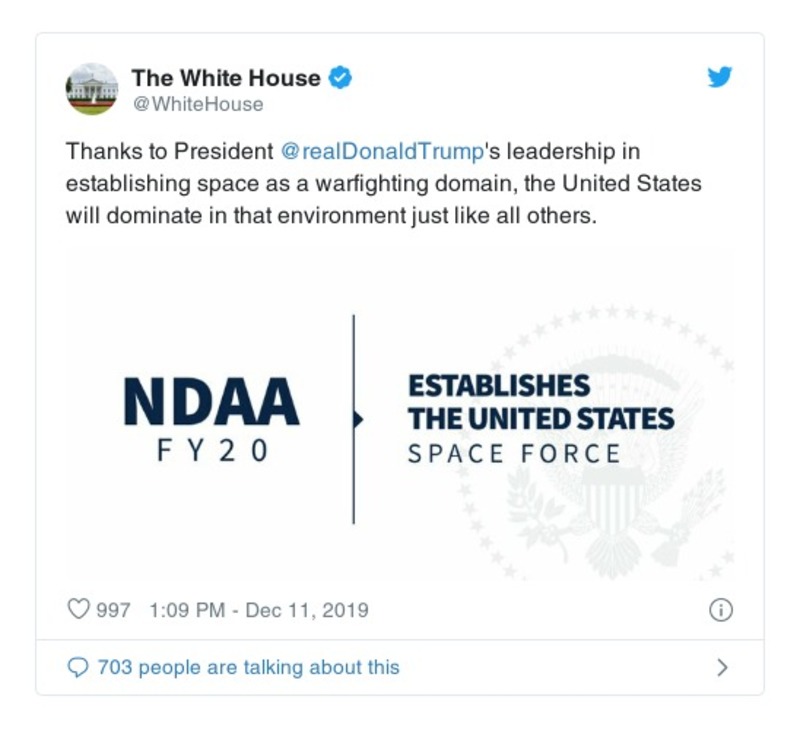 The White House
@WhiteHouse
Thanks to President @realDonaldTrump's leadership in
establishing space as a warfighting domain, the United States
will dominate in that environment just like all others.
NDAA
FY20
ESTABLISHES
THE UNITED STATES
SPACE FORCE
997 1:09 PM - Dec 11, 2019
703 people are talking about this